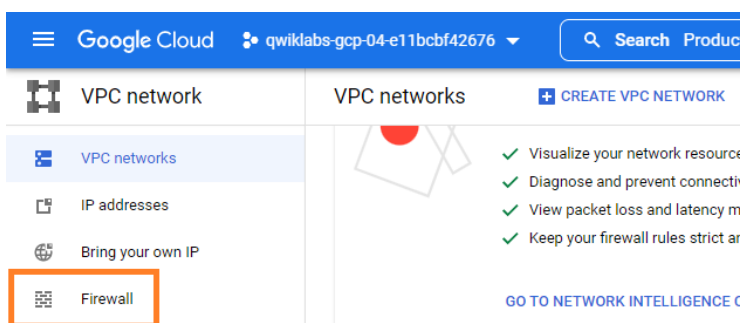 Google Cloud
qwiklabs-gcp-04-e11bcbf42676
Search Produc
VPC network
VPC networks
CREATE VPC NETWORK
VPC networks
IP addresses
Bring your own IP
Firewall
Visualize your network resource
Diagnose and prevent connectiv
View packet loss and latency m
Keep your firewall rules strict an
GO TO NETWORK INTELLIGENCE C